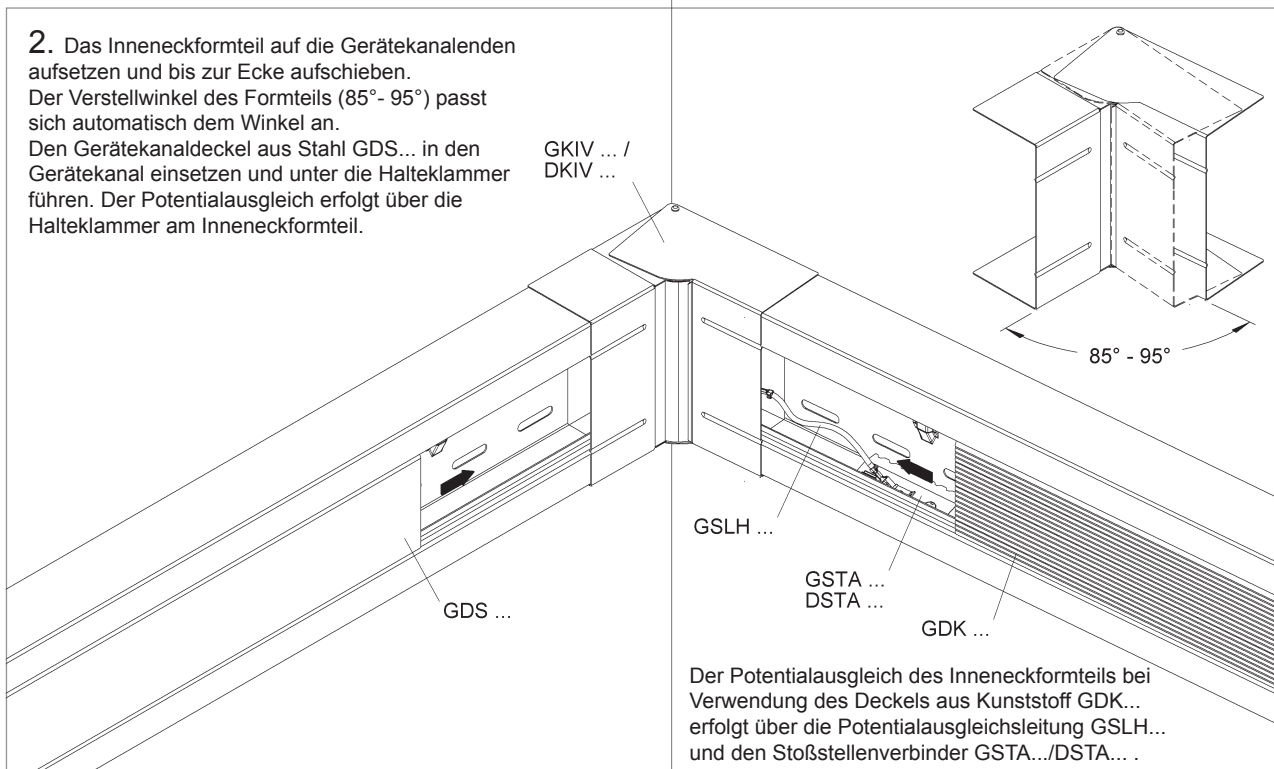 2. Das Inneneckformteil auf die Gerätekanalenden
aufsetzen und bis zur Ecke aufschieben.
Der Verstellwinkel des Formteils (85°- 95°) passt
sich automatisch dem Winkel an.
Den Gerätekanaldeckel aus Stahl GDS... in den
Gerätekanal einsetzen und unter die Halteklammer
führen. Der Potentialausgleich erfolgt über die
Halteklammer am Inneneckformteil.
GKIV ... /
DKIV ...
85° - 95°
GSLH ...
GSTA ...
DSTA ...
GDS ...
GDK ...
Der Potentialausgleich des Inneneckformteils bei
Verwendung des Deckels aus Kunststoff GDK...
erfolgt über die Potentialausgleichsleitung GSLH...
und den Stoßstellenverbinder GSTA.../DSTA... .